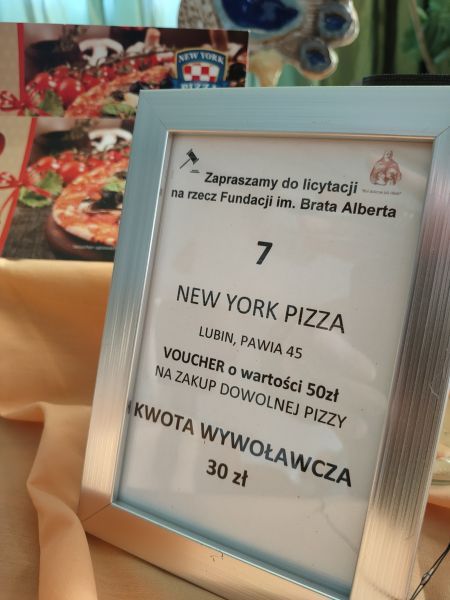 NEW YORK
PIZZA
Zapraszamy do licytacji
na rzecz Fundacji im. Brata Alberta
7
NEW YORK PIZZA
LUBIN, PAWIA 45
VOUCHER o wartości 50zł
NA ZAKUP DOWOLNEJ PIZZY
KWOTA WYWOŁAWCZA
30 zł